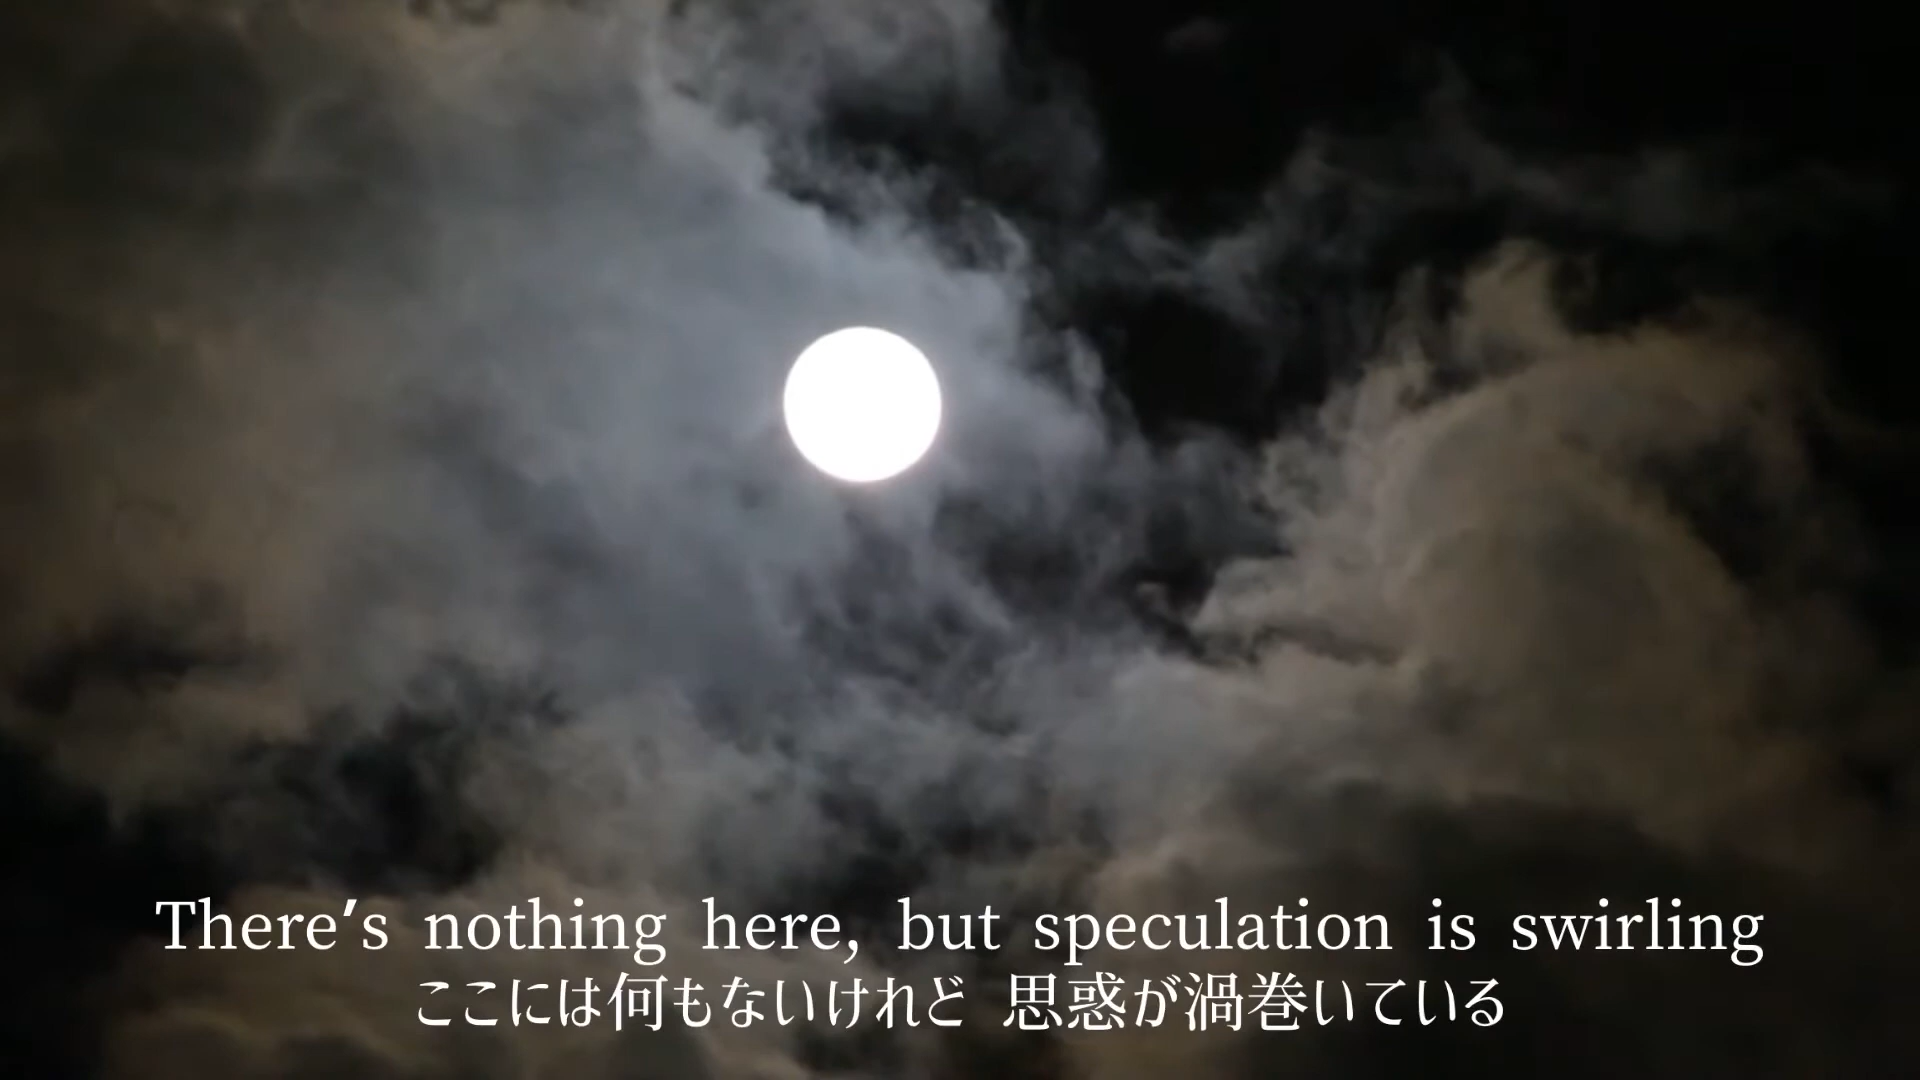 There's nothing here, but speculation is swirling
ここには何もないけれど 思惑が渦巻いている